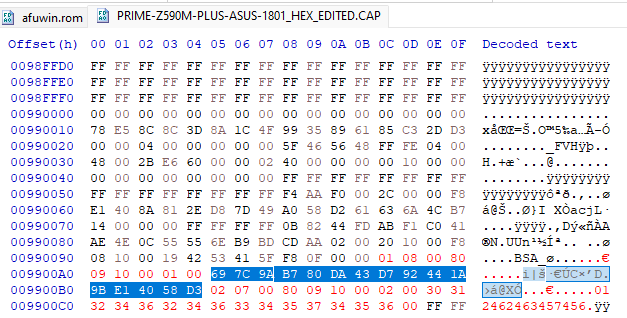 afuwin.rom PRIME-Z590M-PLUS-ASUS-1801_HEX_EDITED.CAP
Offset(h) 00 01 02 03 04 05 06 07 08 09 0A 0B 0C 0D 0E 0F Decoded text
0098FFD0 FF FF FF FF FF FF FF FF FF FF FF FF FF FF FF FF ÿÿÿÿÿÿÿÿÿÿÿÿÿÿÿÿ
0098FFE0 FF FF FF FF FF FF FF FF FF FF FF FF FF FF FF FF ÿÿÿÿÿÿÿÿÿÿÿÿÿÿÿÿ
0098FFF0 FF FF FF FF FF FF FF FF FF FF FF FF FF FF FF FF ÿÿÿÿÿÿÿÿÿÿÿÿÿÿÿÿ
00990000 00 00 00 00 00 00 00 00 00 00 00 00 00 00 00 00 ................
00990010 78 E5 8C 8C 3D 8A 1C 4F 99 35 89 61 85 C3 2D D3 xåŒŒ=Š.O™5‰a…Ã-Ó
00990020 00 00 04 00 00 00 00 00 5F 46 56 48 FF FE 04 00 ........_FVHÿþ..
00990030 48 00 2B E6 60 00 00 02 40 00 00 00 00 10 00 00 H.+æ`...@.......
00990040 00 00 00 00 00 00 00 00 FF FF FF FF FF FF FF FF ........ÿÿÿÿÿÿÿÿ
00990050 FF FF FF FF FF FF FF FF F4 AA F0 00 2C 00 00 F8 ÿÿÿÿÿÿÿÿôªð.,..ø
00990060 E1 40 8A 81 2E D8 7D 49 A0 58 D2 61 63 6A 4C B7 á@Š..Ø}I XÒacjL·
00990070 14 00 00 00 FF FF FF FF 0B 82 44 FD AB F1 C0 41 ....ÿÿÿÿ.‚Dý«ñÀA
00990080 AE 4E 0C 55 55 6E B9 BD CD AA 02 00 20 10 00 F8 ®N.UUn¹½Íª.. ..ø
00990090 08 10 00 19 42 53 41 5F F8 0F 00 00 01 08 00 80 ....BSA_ø......€
009900A0 09 10 00 01 00 69 7C 9A B7 80 DA 43 D7 92 44 1A .....i|š·€ÚC×’D.
009900B0 9B E1 40 58 D3 02 07 00 80 09 10 00 02 00 30 31 ›á@XÓ...€.....01
009900C0 32 34 36 32 34 36 33 34 35 37 34 35 36 00 FF FF 2462463457456.ÿÿ